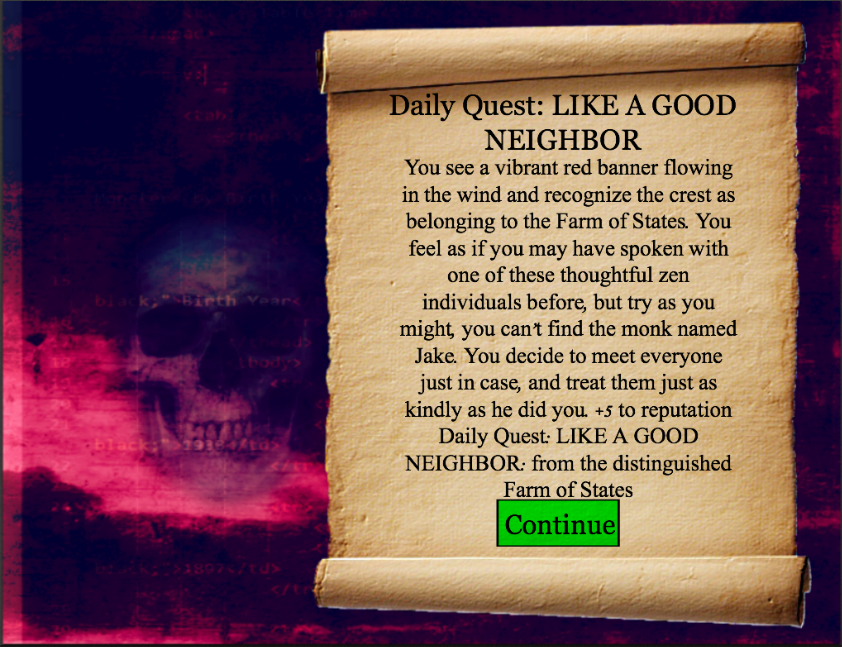 Daily Quest: LIKE A GOOD
NEIGHBOR
You see a vibrant red banner flowing
in the wind and recognize the crest as
belonging to the Farm of States. You
feel as if you may have spoken with
one of these thoughtful zen
individuals before, but try as you
might, you can't find the monk named
Jake. You decide to meet everyone
just in case, and treat them just as
kindly as he did you. +5 to reputation
Daily Quest: LIKE A GOOD
NEIGHBOR: from the distinguished
Farm of States
Continue
black;">Birth Year<
</td>